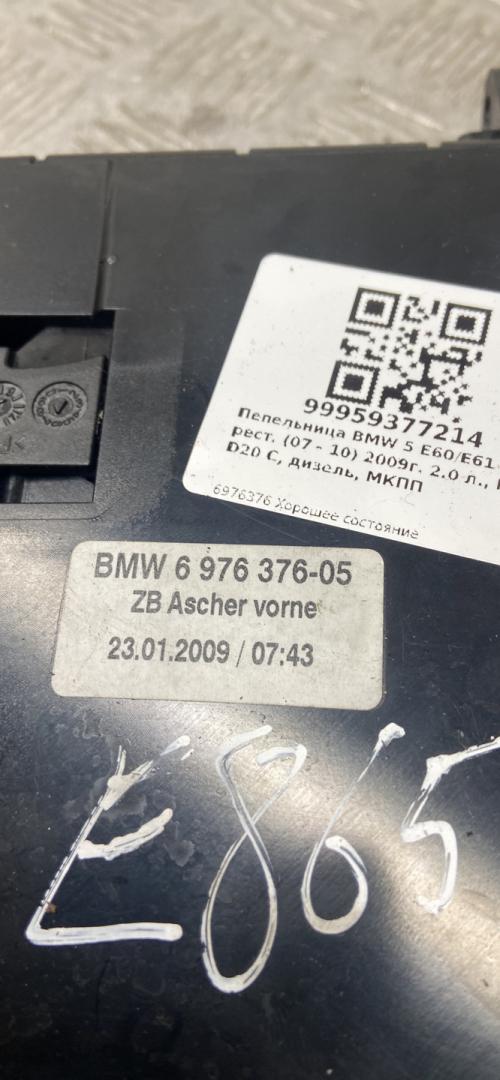 99959377214
Пепельница BMW 5 E60/E61
рест. (07 - 10) 2009г. 2.0 л.,
D20 C, дизель, МКПП
6976376 Хорошее состояние
BMW 6 976 376-05
ZB Ascher vorne
23.01.2009 / 07:43
E865